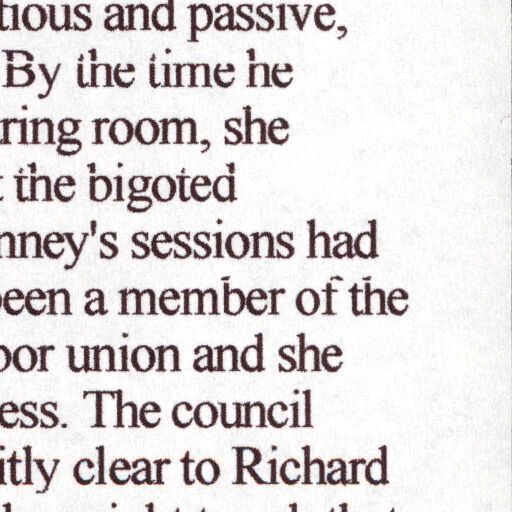 tious and passive,
By the time he
ring room, she
the bigoted
nney's sessions had
been a member of the
bor union and she
ess. The council
itly clear to Richard